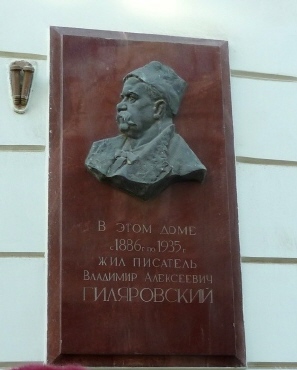 В ЭТОМ ДОМЕ
с 1886 г. по 1935 г.
ЖИЛ ПИСАТЕЛЬ
ВЛАДИМИР АЛЕКСЕЕВИЧ
ГИЛЯРОВСКИЙ